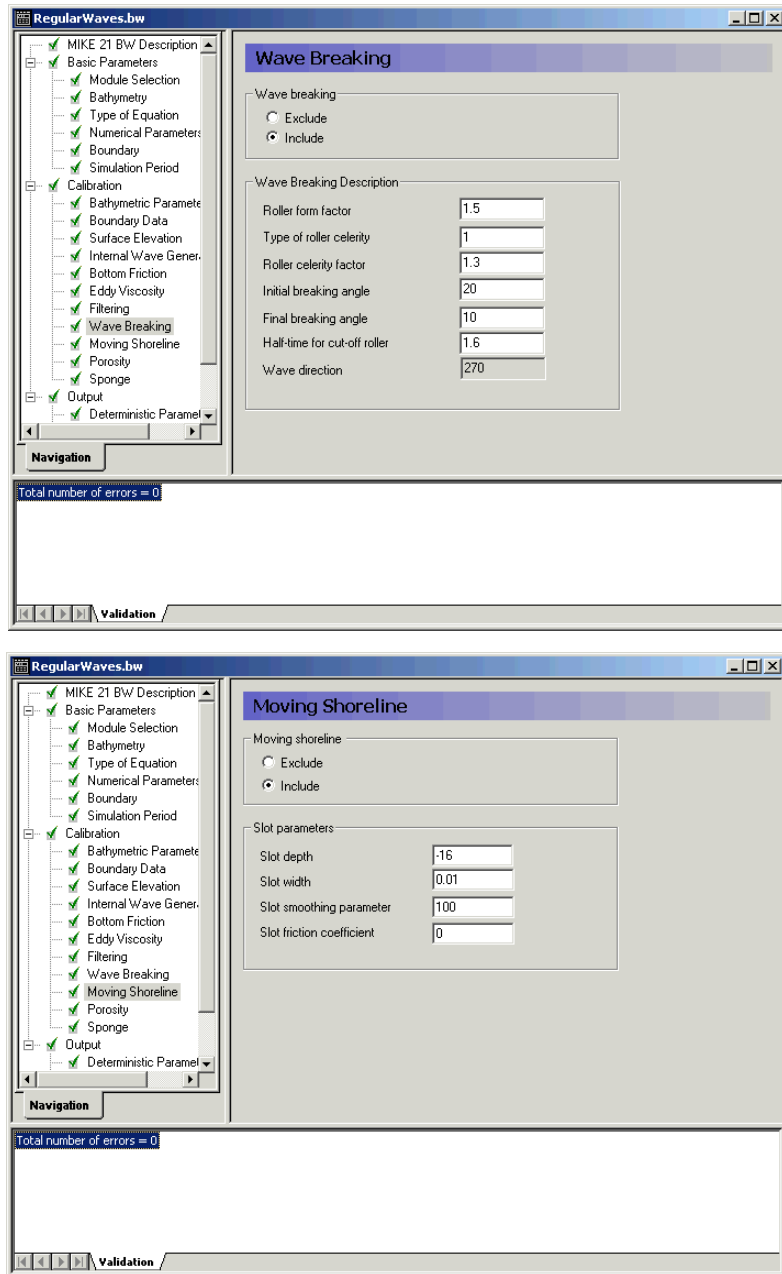 RegularWaves.bw
MIKE 21 BW Description
Basic Parameters
Module Selection
Bathymetry
Type of Equation
Numerical Parameters
Boundary
Simulation Period
Calibration
Bathymetric Paramete
Boundary Data
Surface Elevation
Internal Wave Gener
Bottom Friction
Eddy Viscosity
Filtering
Wave Breaking
Moving Shoreline
Porosity
Sponge
Output
Deterministic Paramet
Navigation
Wave Breaking
Wave breaking
Exclude
Include
Wave Breaking Description
Roller form factor 1.5
Type of roller celerity 1
Roller celerity factor 1.3
Initial breaking angle 20
Final breaking angle 10
Half-time for cut-off roller 1.6
Wave direction 270
Total number of errors = 0
Validation
RegularWaves.bw
MIKE 21 BW Description
Basic Parameters
Module Selection
Bathymetry
Type of Equation
Numerical Parameters
Boundary
Simulation Period
Calibration
Bathymetric Paramete
Boundary Data
Surface Elevation
Internal Wave Gener
Bottom Friction
Eddy Viscosity
Filtering
Wave Breaking
Moving Shoreline
Porosity
Sponge
Output
Deterministic Paramet
Navigation
Moving Shoreline
Moving shoreline
Exclude
Include
Slot parameters
Slot depth -16
Slot width 0.01
Slot smoothing parameter 100
Slot friction coefficient 0
Total number of errors = 0
Validation